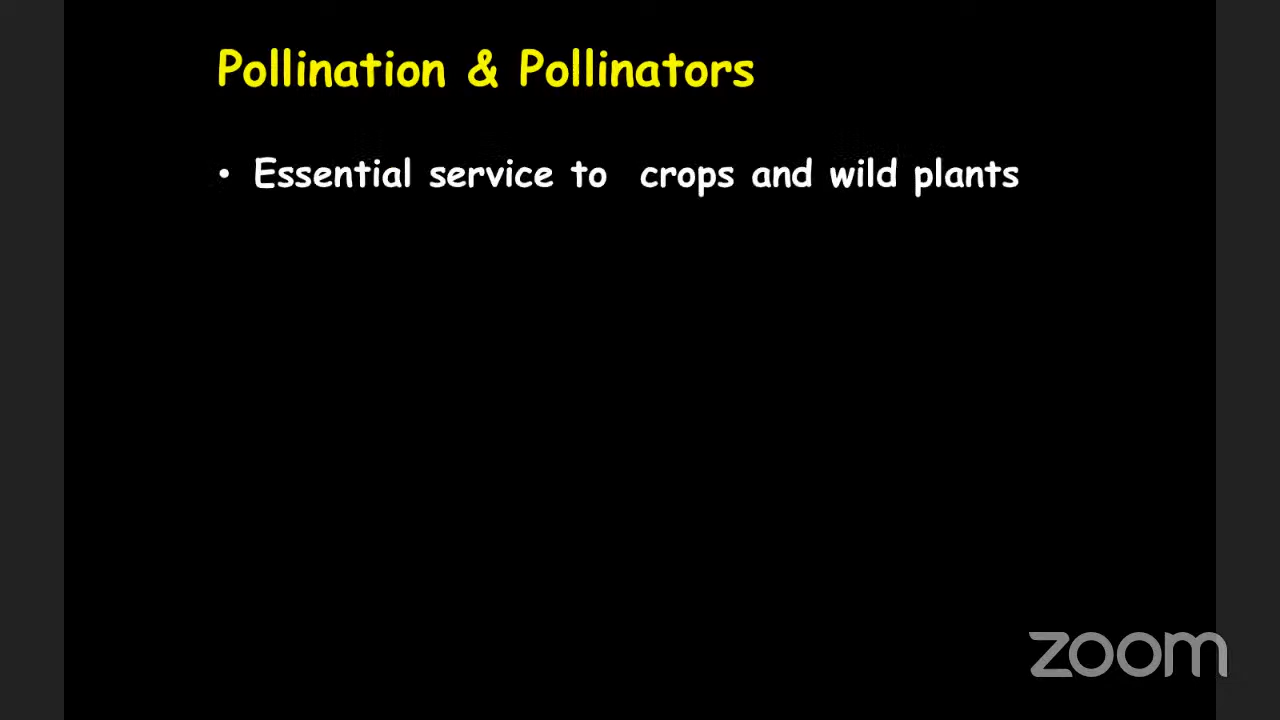 Pollination & Pollinators
• Essential service to  crops and wild plants
zoom